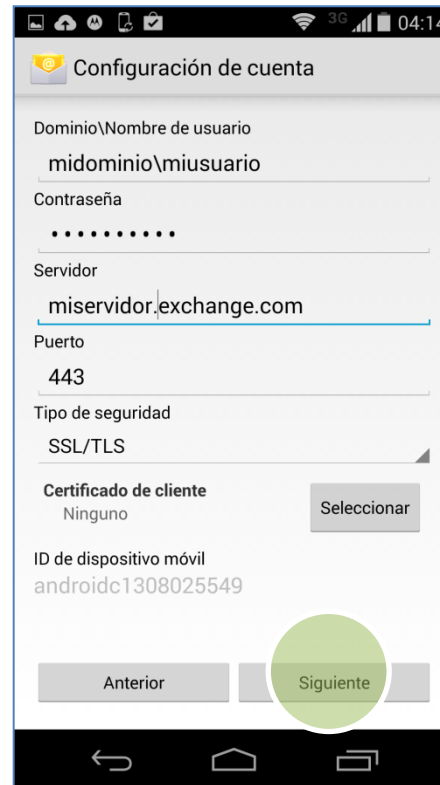 3G 04:14
Configuración de cuenta
Dominio\Nombre de usuario
midominio\miusuario
Contraseña
••••••••••
Servidor
miservidor.exchange.com
Puerto
443
Tipo de seguridad
SSL/TLS
Certificado de cliente
Ninguno
Seleccionar
ID de dispositivo móvil
androidc1308025549
Anterior Siguiente